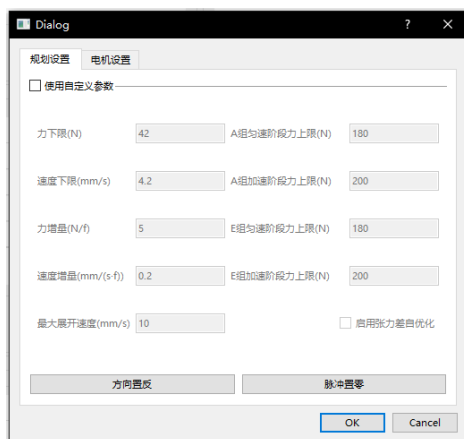 Dialog ? ×
规划设置 电机设置
使用自定义参数
力下限(N) 42 A组匀速阶段力上限(N) 180
速度下限(mm/s) 4.2 A组加速阶段力上限(N) 200
力增量(N/f) 5 E组匀速阶段力上限(N) 180
速度增量(mm/(s·f)) 0.2 E组加速阶段力上限(N) 200
最大展开速度(mm/s) 10 启用张力差自优化
方向置反 脉冲置零
OK Cancel